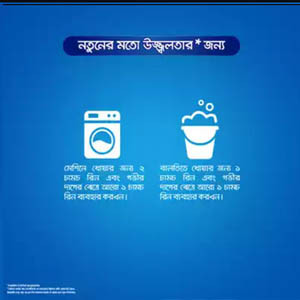 নতুনের মতো উজ্জ্বলতার * জন্য
মেশিনে ধোয়ার জন্য ২
চামচ রিন এবং গভীর
দাগের ক্ষেত্রে আরো ১ চামচ
রিন ব্যবহার করুন।
বালতিতে ধোয়ার জন্য ১
চামচ রিন এবং গভীর
দাগের ক্ষেত্রে আরো ১ চামচ
রিন ব্যবহার করুন।